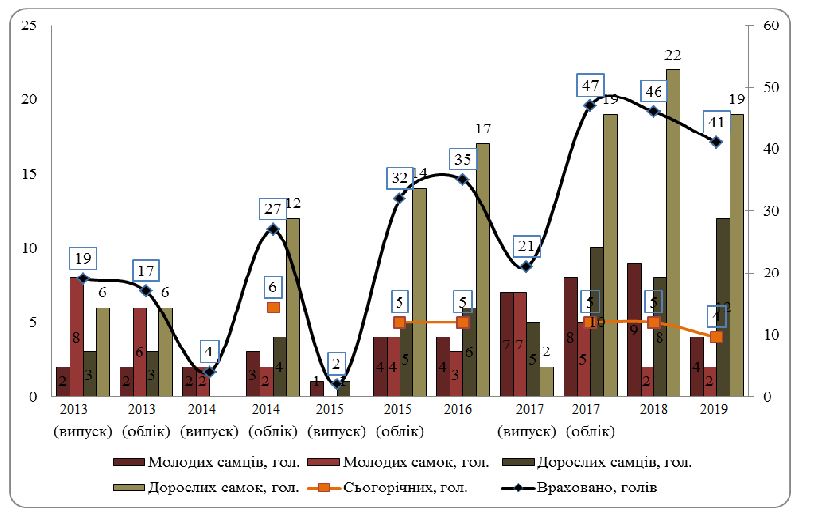 25
20
15
10
5
0
60
50
40
30
20
10
0
19 17 4 27 2 32 35 21 47 46 41
6 5 5 5 5 4
2 8 3 6
2 6 3 6
2 2
3 2 4 12
1 1
4 4 5 14
4 3 6 17
7 7 5 2
8 5 10 19
9 2 8 22
4 2 12 19
2013 2013 2014 2014 2015 2015 2016 2017 2017 2018 2019
(випуск) (облік) (випуск) (облік) (випуск) (облік) (випуск) (облік)
Молодих самців, гол. Молодих самок, гол. Дорослих самців, гол.
Дорослих самок, гол. Сьогорічних, гол. Враховано, голів